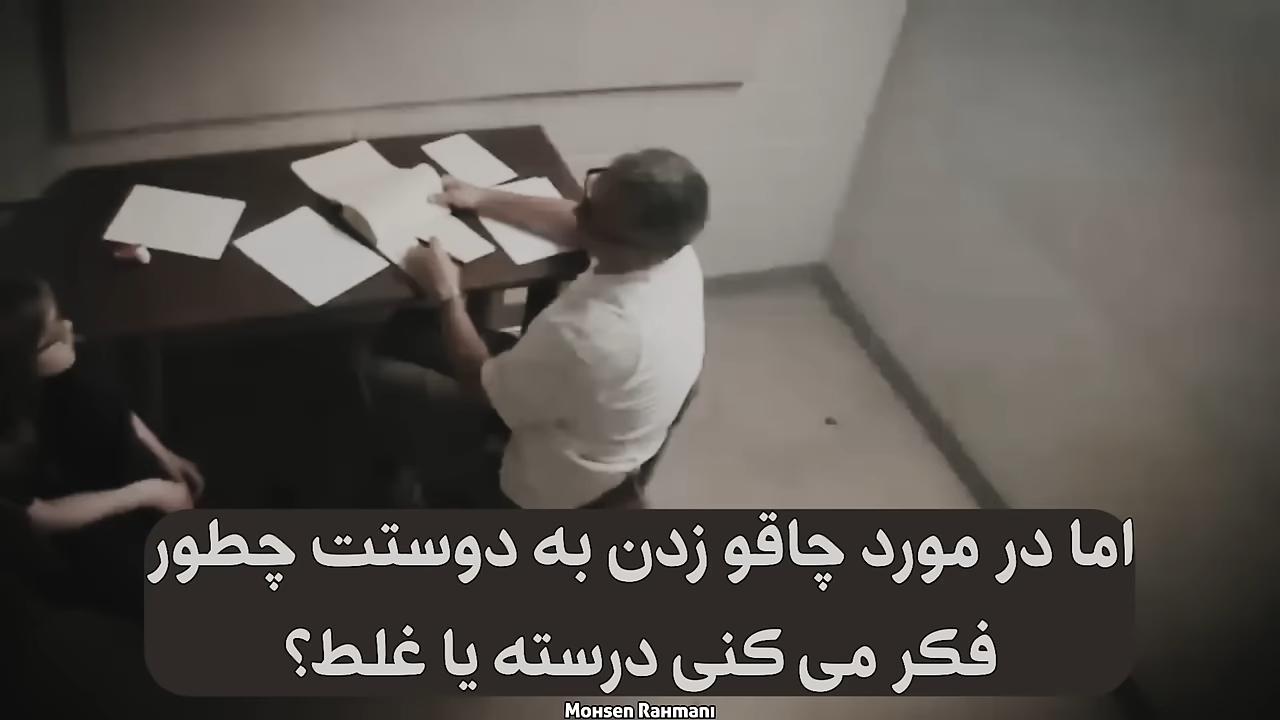 اما در مورد چاقو زدن به دوستت چطور
فکر می کنی درسته یا غلط؟
Mohsen Rahmani